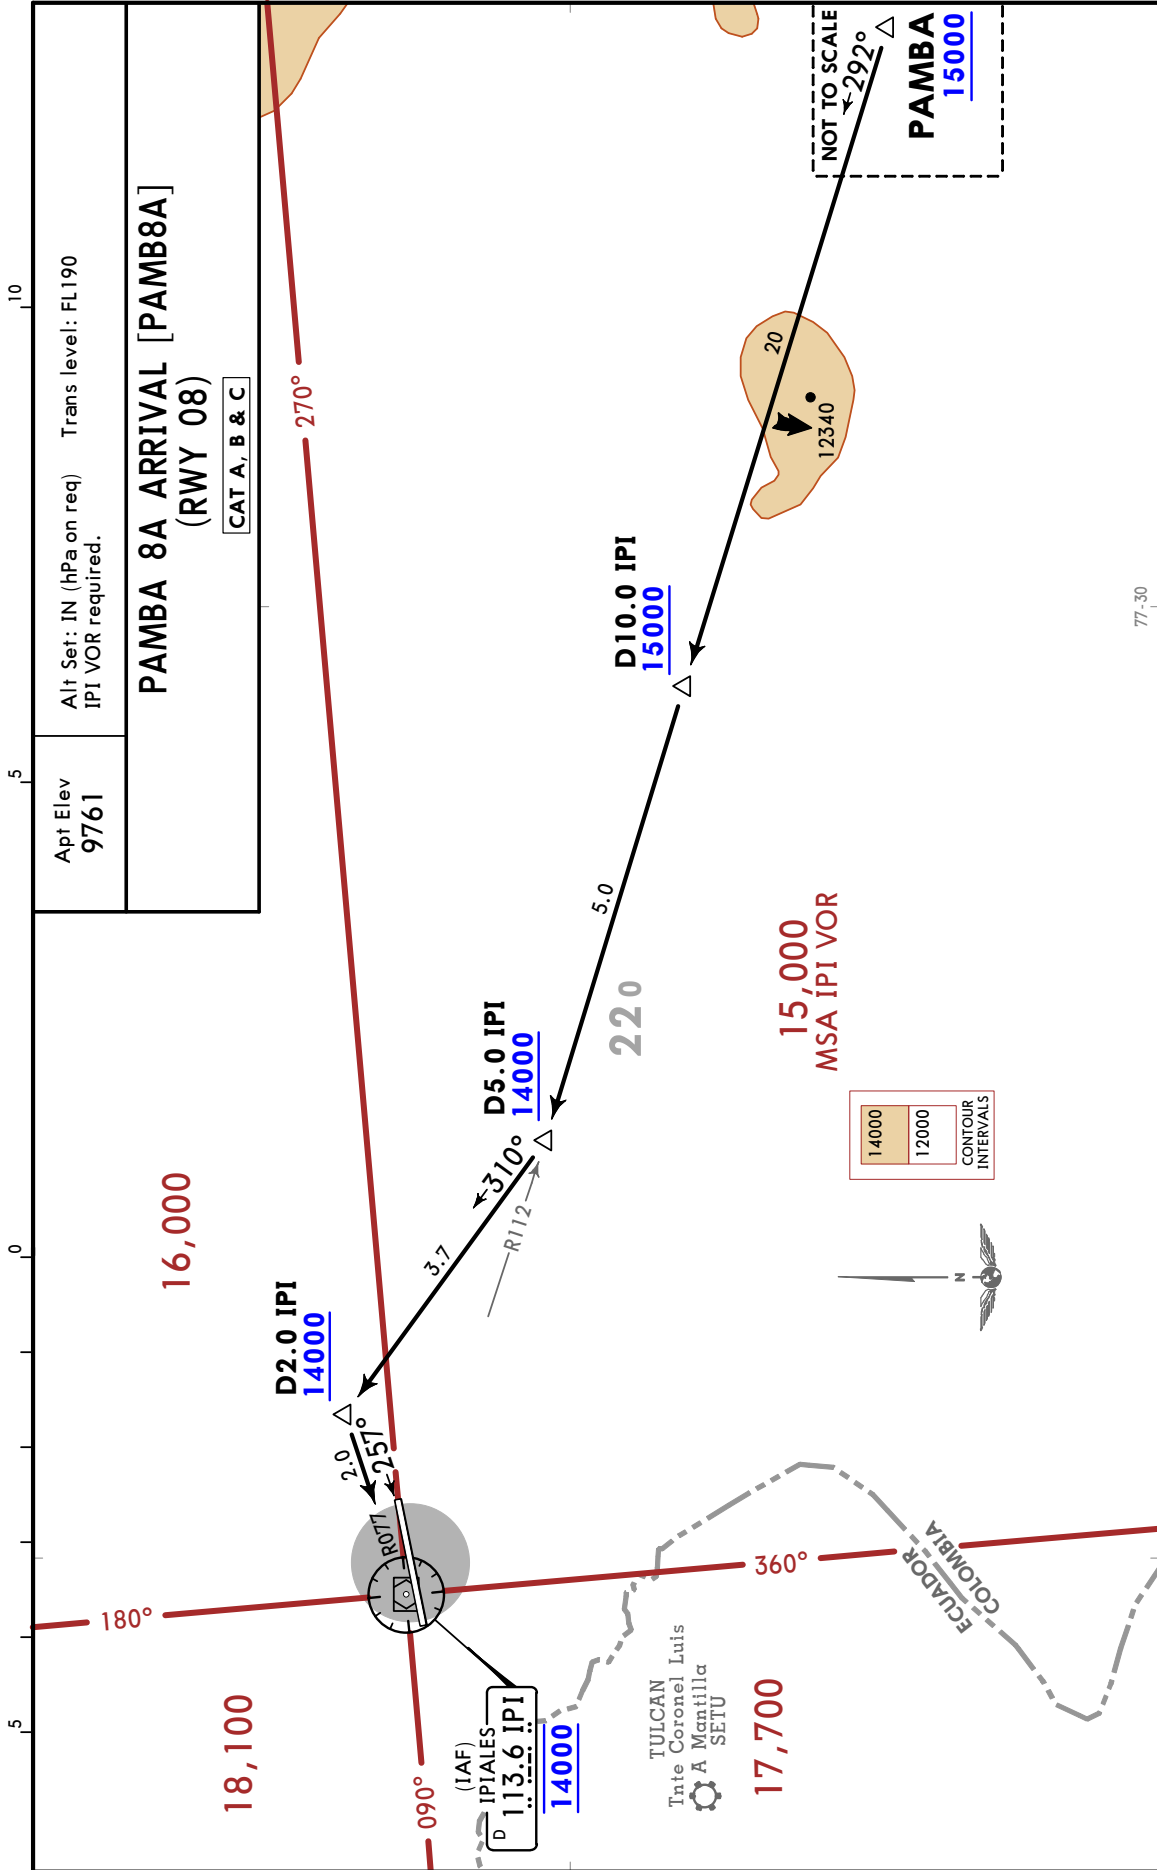 Apt Elev
9761
Alt Set: IN (hPa on req) Trans level: FL190
IPI VOR required.
PAMBA 8A ARRIVAL [PAMB8A]
(RWY 08)
CAT A, B & C
5
0
5
10
18,100
180°
16,000
270°
090°
360°
17,700
15,000
MSA IPI VOR
D2.0 IPI
14000
2.0
257°
R077
3.7
310°
R112
D5.0 IPI
14000
5.0
220
D10.0 IPI
15000
20
12340
NOT TO SCALE
292°
PAMBA
15000
(IAF)
IPIALES
D 113.6 IPI
14000
TULCAN
Tnte Coronel Luis
A Mantilla
SETU
ECUADOR
COLOMBIA
N
14000
12000
CONTOUR
INTERVALS
77-30